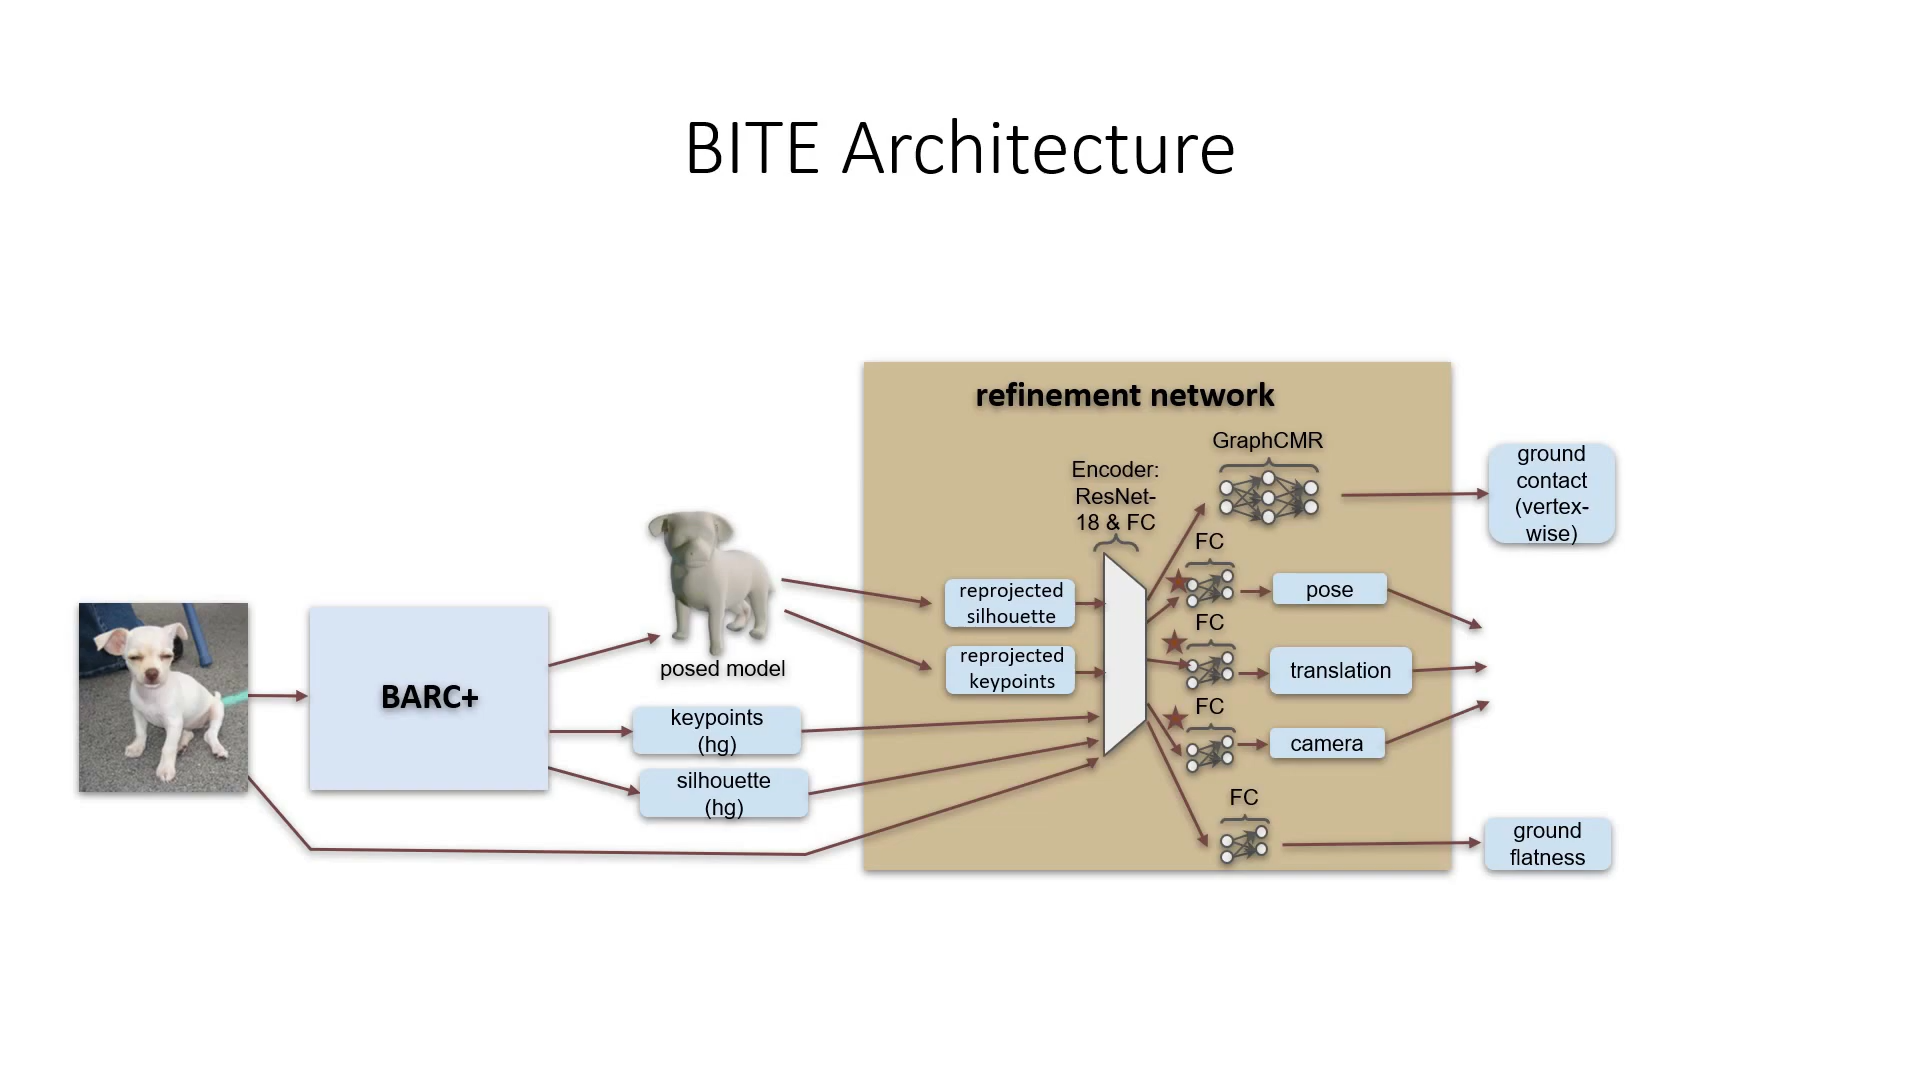 BITE Architecture
refinement network
GraphCMR
Encoder:
ResNet-
18 & FC
ground
contact
(vertex-
wise)
FC
pose
reprojected
silhouette
FC
reprojected
keypoints
translation
posed model
BARC+
FC
keypoints
(hg)
camera
silhouette
(hg)
FC
ground
flatness